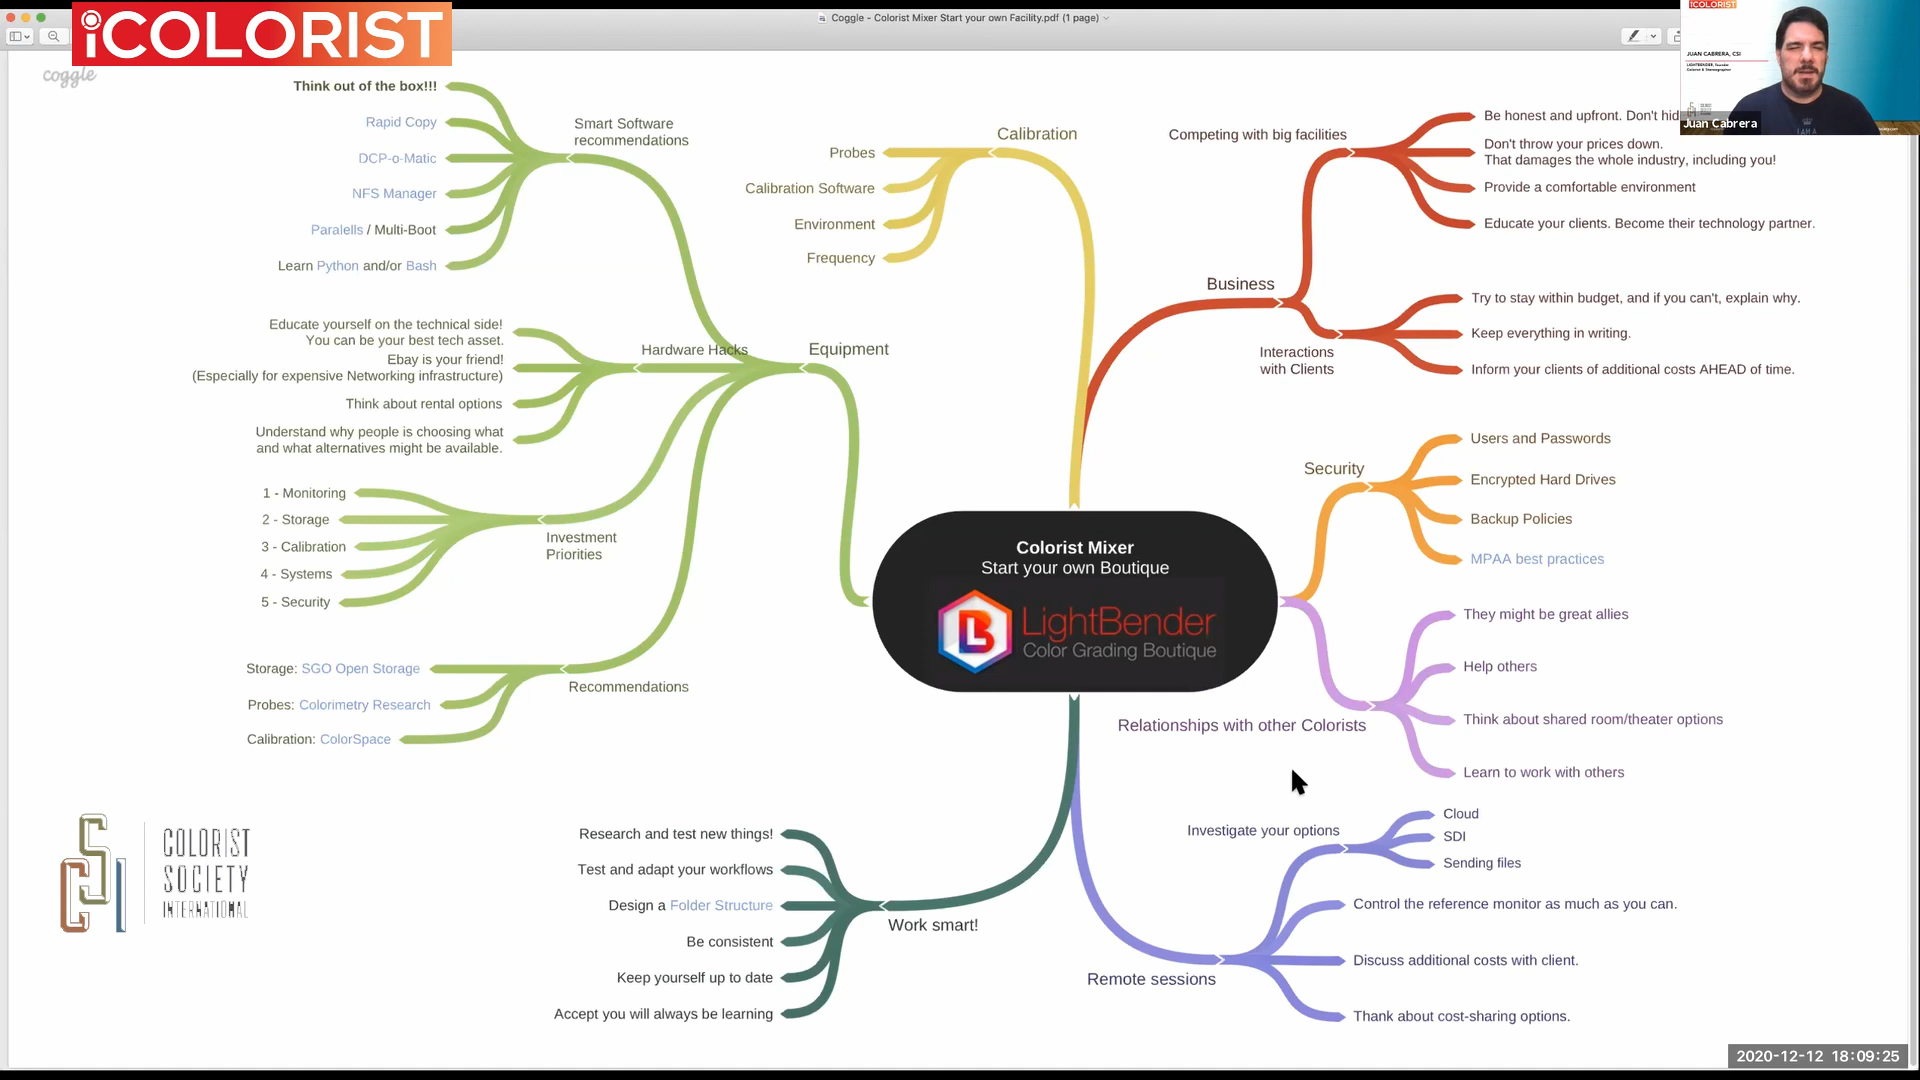 iCOLORIST
Coggle - Colorist Mixer Start your own Facility.pdf (1 page)
coggle
iCOLORIST
JUAN CABRERA, CSI
LIGHTBENDER, Founder
Colorist & Stereographer
I AM A
Juan Cabrera
Think out of the box!!!
Rapid Copy
DCP-o-Matic
NFS Manager
Paralells / Multi-Boot
Learn Python and/or Bash
Smart Software
recommendations
Educate yourself on the technical side!
You can be your best tech asset.
Ebay is your friend!
(Especially for expensive Networking infrastructure)
Think about rental options
Understand why people is choosing what
and what alternatives might be available.
Hardware Hacks
Equipment
1 - Monitoring
2 - Storage
3 - Calibration
4 - Systems
5 - Security
Investment
Priorities
Storage: SGO Open Storage
Probes: Colorimetry Research
Calibration: ColorSpace
Recommendations
Calibration
Probes
Calibration Software
Environment
Frequency
Competing with big facilities
Be honest and upfront. Don't hid
Don't throw your prices down.
That damages the whole industry, including you!
Provide a comfortable environment
Educate your clients. Become their technology partner.
Business
Interactions
with Clients
Try to stay within budget, and if you can't, explain why.
Keep everything in writing.
Inform your clients of additional costs AHEAD of time.
Security
Users and Passwords
Encrypted Hard Drives
Backup Policies
MPAA best practices
Colorist Mixer
Start your own Boutique
LightBender
Color Grading Boutique
Relationships with other Colorists
They might be great allies
Help others
Think about shared room/theater options
Learn to work with others
Research and test new things!
Test and adapt your workflows
Design a Folder Structure
Be consistent
Keep yourself up to date
Accept you will always be learning
Work smart!
Remote sessions
Investigate your options
Cloud
SDI
Sending files
Control the reference monitor as much as you can.
Discuss additional costs with client.
Thank about cost-sharing options.
COLORIST
SOCIETY
INTERNATIONAL
2020-12-12 18:09:25